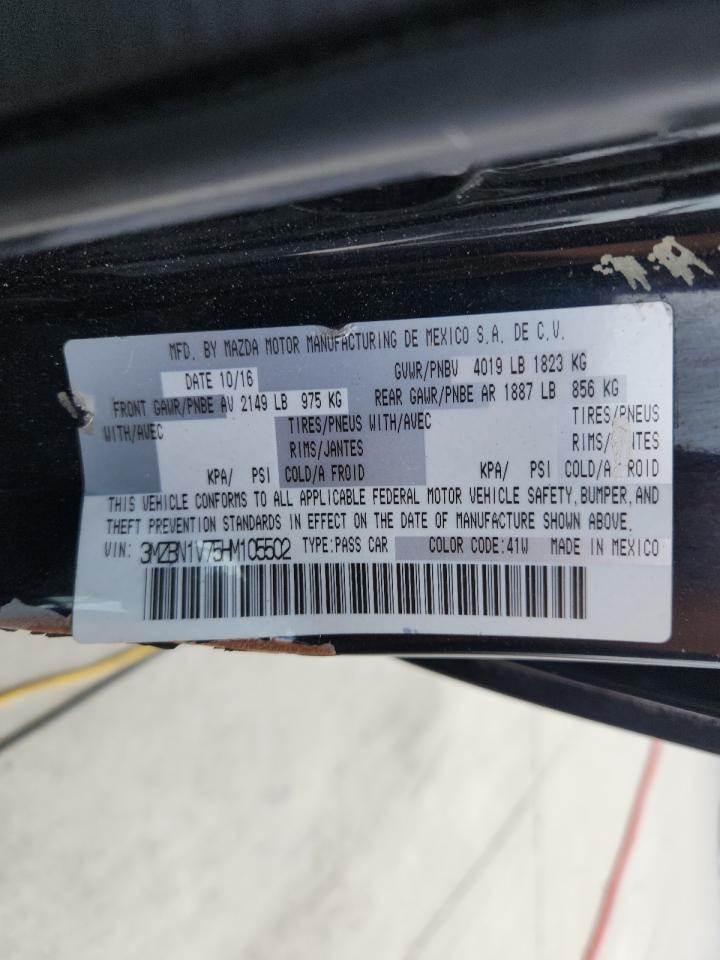 MFD. BY MAZDA MOTOR MANUFACTURING DE MEXICO S.A. DE C.V.
DATE 10/16 GVWR/PNBV 4019 LB 1823 KG
FRONT GAWR/PNBE AV 2149 LB 975 KG REAR GAWR/PNBE AR 1887 LB 856 KG
WITH/AVEC TIRES/PNEUS WITH/AVEC TIRES/PNEUS
RIMS/JANTES RIMS/JANTES
KPA/ PSI COLD/A FROID KPA/ PSI COLD/A FROID
THIS VEHICLE CONFORMS TO ALL APPLICABLE FEDERAL MOTOR VEHICLE SAFETY, BUMPER, AND
THEFT PREVENTION STANDARDS IN EFFECT ON THE DATE OF MANUFACTURE SHOWN ABOVE.
VIN: 3MZBN1V75HM105502 TYPE:PASS CAR COLOR CODE:41W MADE IN MEXICO